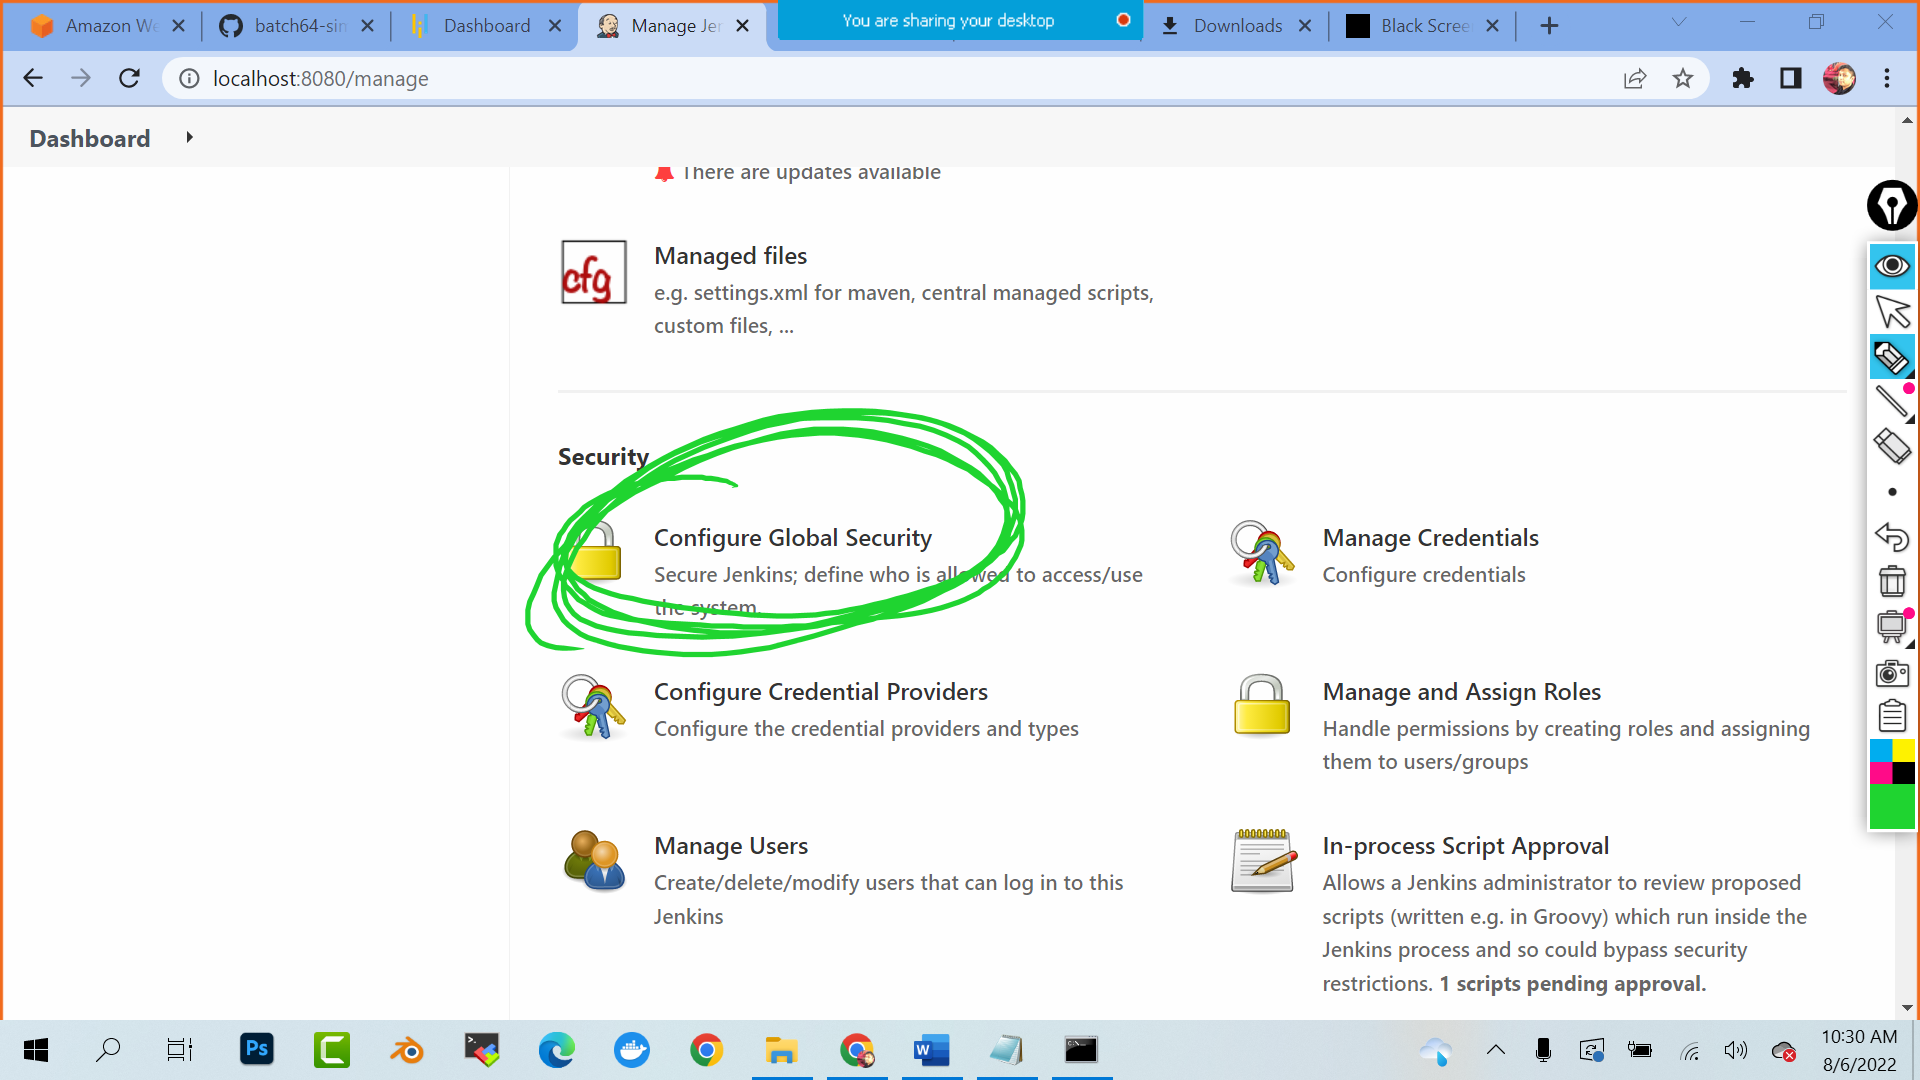 Amazon We
batch64-sim
Dashboard
Manage Jen
You are sharing your desktop
Downloads
Black Scree
localhost:8080/manage
Dashboard
There are updates available
cfg
Managed files
e.g. settings.xml for maven, central managed scripts,
custom files, ...
Security
Configure Global Security
Secure Jenkins; define who is allowed to access/use
the system.
Manage Credentials
Configure credentials
Configure Credential Providers
Configure the credential providers and types
Manage and Assign Roles
Handle permissions by creating roles and assigning
them to users/groups
Manage Users
Create/delete/modify users that can log in to this
Jenkins
In-process Script Approval
Allows a Jenkins administrator to review proposed
scripts (written e.g. in Groovy) which run inside the
Jenkins process and so could bypass security
restrictions. 1 scripts pending approval.
Ps
C
W
10:30 AM
8/6/2022